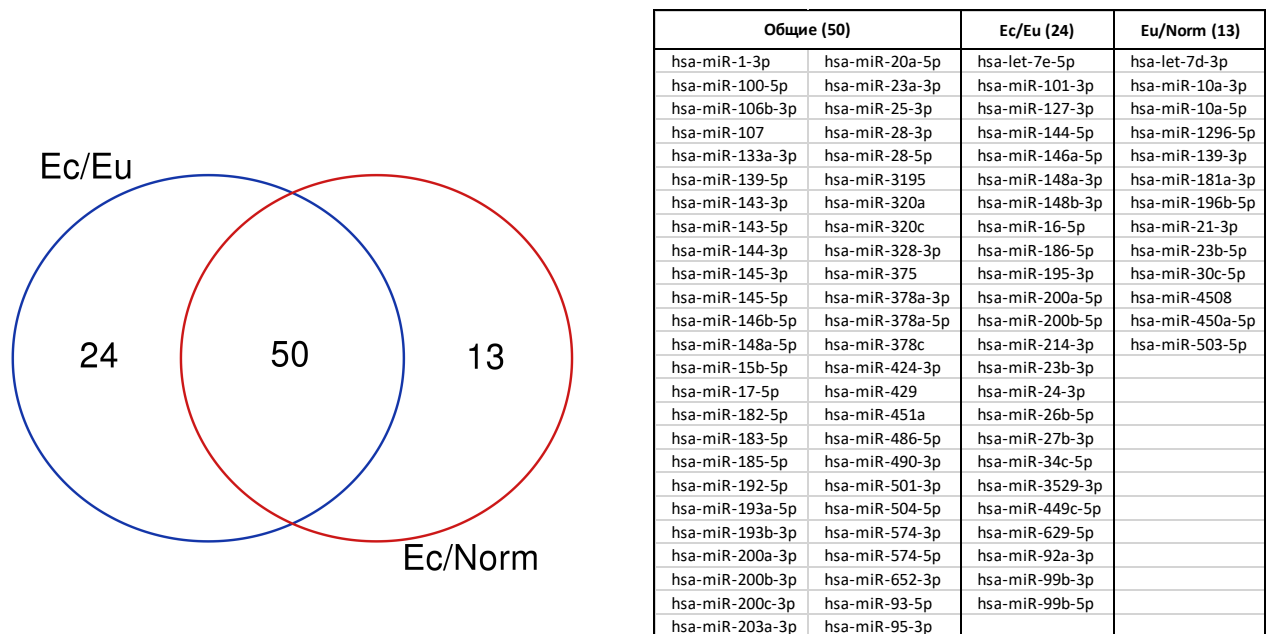 Ec/Eu
24
50
13
Ec/Norm
Общие (50) Ec/Eu (24) Eu/Norm (13)
hsa-miR-1-3p hsa-miR-20a-5p hsa-let-7e-5p hsa-let-7d-3p
hsa-miR-100-5p hsa-miR-23a-3p hsa-miR-101-3p hsa-miR-10a-3p
hsa-miR-106b-3p hsa-miR-25-3p hsa-miR-127-3p hsa-miR-10a-5p
hsa-miR-107 hsa-miR-28-3p hsa-miR-144-5p hsa-miR-1296-5p
hsa-miR-133a-3p hsa-miR-28-5p hsa-miR-146a-5p hsa-miR-139-3p
hsa-miR-139-5p hsa-miR-3195 hsa-miR-148a-3p hsa-miR-181a-3p
hsa-miR-143-3p hsa-miR-320a hsa-miR-148b-3p hsa-miR-196b-5p
hsa-miR-143-5p hsa-miR-320c hsa-miR-16-5p hsa-miR-21-3p
hsa-miR-144-3p hsa-miR-328-3p hsa-miR-186-5p hsa-miR-23b-5p
hsa-miR-145-3p hsa-miR-375 hsa-miR-195-3p hsa-miR-30c-5p
hsa-miR-145-5p hsa-miR-378a-3p hsa-miR-200a-5p hsa-miR-4508
hsa-miR-146b-5p hsa-miR-378a-5p hsa-miR-200b-5p hsa-miR-450a-5p
hsa-miR-148a-5p hsa-miR-378c hsa-miR-214-3p hsa-miR-503-5p
hsa-miR-15b-5p hsa-miR-424-3p hsa-miR-23b-3p
hsa-miR-17-5p hsa-miR-429 hsa-miR-24-3p
hsa-miR-182-5p hsa-miR-451a hsa-miR-26b-5p
hsa-miR-183-5p hsa-miR-486-5p hsa-miR-27b-3p
hsa-miR-185-5p hsa-miR-490-3p hsa-miR-34c-5p
hsa-miR-192-5p hsa-miR-501-3p hsa-miR-3529-3p
hsa-miR-193a-5p hsa-miR-504-5p hsa-miR-449c-5p
hsa-miR-193b-3p hsa-miR-574-3p hsa-miR-629-5p
hsa-miR-200a-3p hsa-miR-574-5p hsa-miR-92a-3p
hsa-miR-200b-3p hsa-miR-652-3p hsa-miR-99b-3p
hsa-miR-200c-3p hsa-miR-93-5p hsa-miR-99b-5p
hsa-miR-203a-3p hsa-miR-95-3p